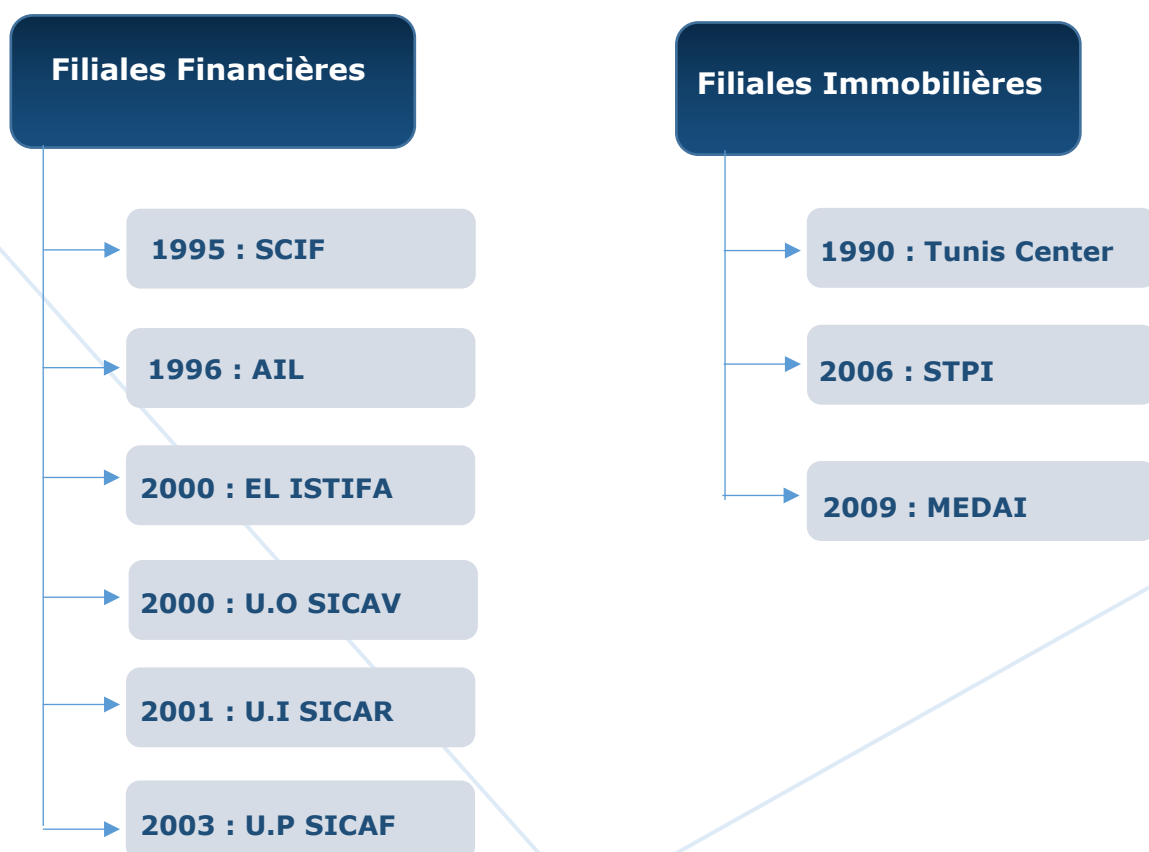 Filiales Financières
1995 : SCIF
1996 : AIL
2000 : EL ISTIFA
2000 : U.O SICAV
2001 : U.I SICAR
2003 : U.P SICAF
Filiales Immobilières
1990 : Tunis Center
2006 : STPI
2009 : MEDAI